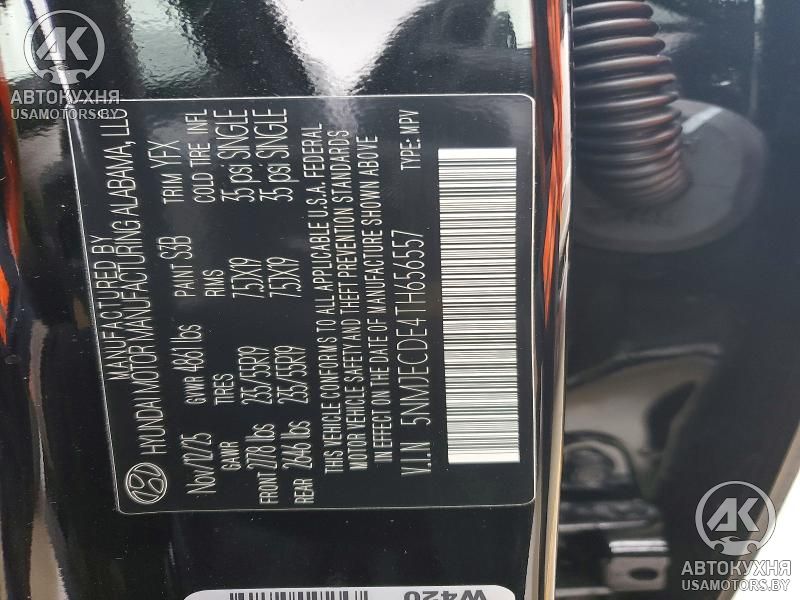 АВТОКУХНЯ
USAMOTORS.BY
MANUFACTURED BY
HYUNDAI MOTOR MANUFACTURING ALABAMA, LLC
Nov/12/25 GVWR 4861 lbs PAINT S3B TRIM YFX
GAWR TIRES RIMS COLD TIRE INFL
FRONT 2778 lbs 235/55R19 7.5JX19 35 psi SINGLE
REAR 2646 lbs 235/55R19 7.5JX19 35 psi SINGLE
THIS VEHICLE CONFORMS TO ALL APPLICABLE U.S.A. FEDERAL
MOTOR VEHICLE SAFETY AND THEFT PREVENTION STANDARDS
IN EFFECT ON THE DATE OF MANUFACTURE SHOWN ABOVE
V.I.N 5NMJECDE4TH656557 TYPE: MPV
W420
АВТОКУХНЯ
USAMOTORS.BY